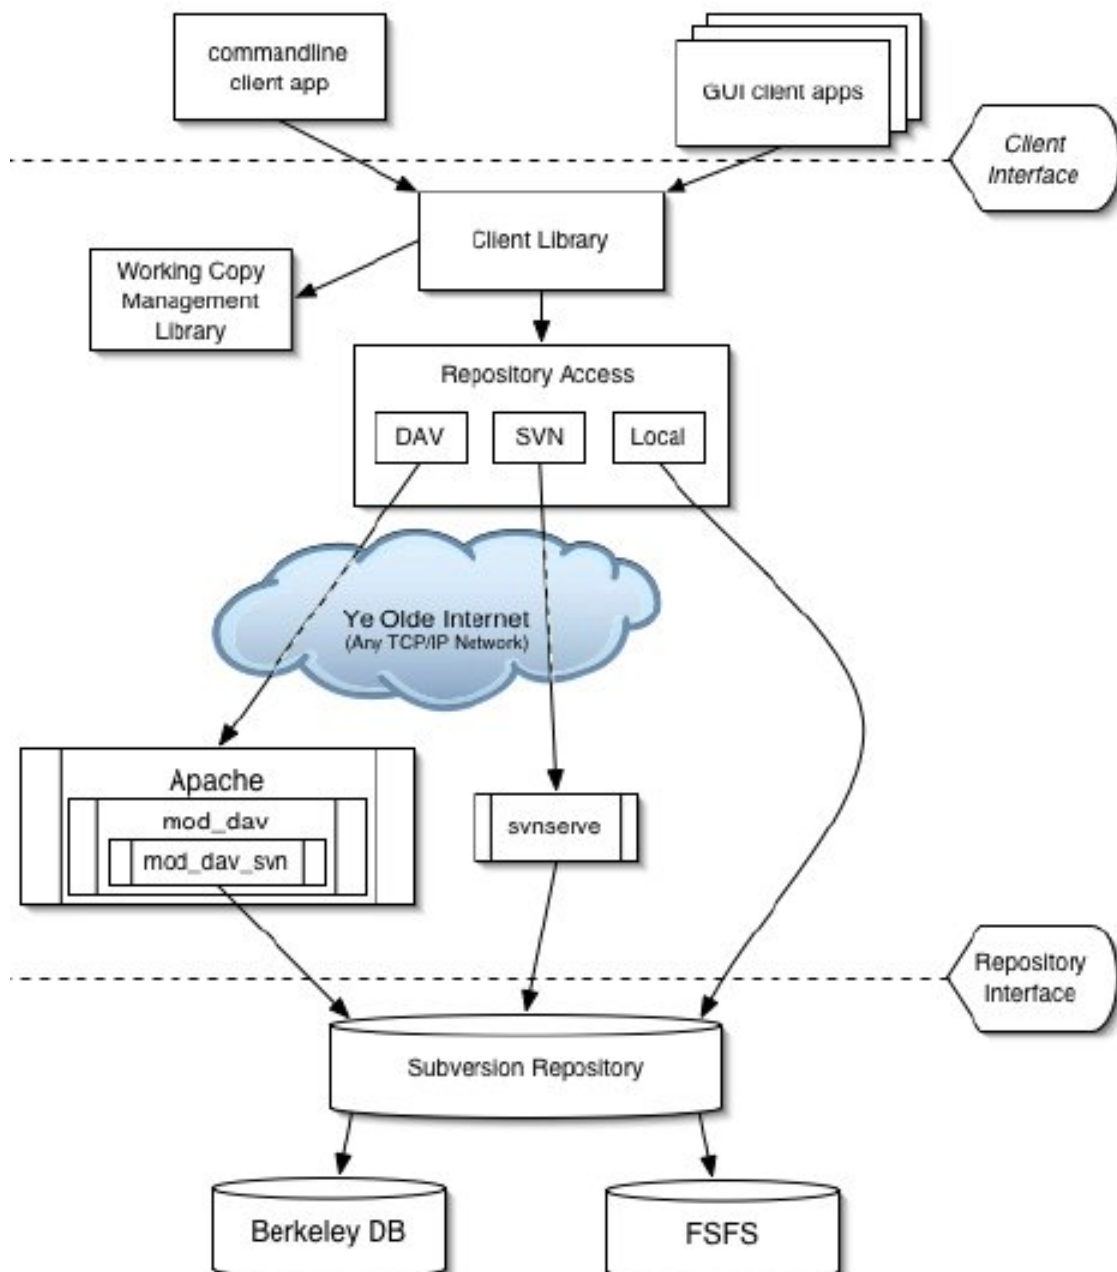 commandline
client app
GUI client apps
Client
Interface
Client Library
Working Copy
Management
Library
Repository Access
DAV
SVN
Local
Ye Olde Internet
(Any TCP/IP Network)
Apache
mod_dav
mod_dav_svn
svnserve
Repository
Interface
Subversion Repository
Berkeley DB
FSFS